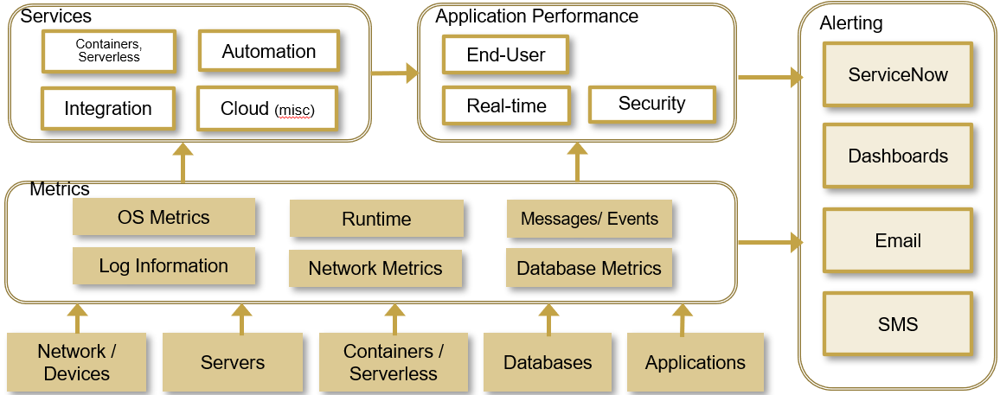 Services
Containers,
Serverless
Automation
Integration
Cloud (misc)
Application Performance
End-User
Real-time
Security
Alerting
ServiceNow
Dashboards
Email
SMS
Metrics
OS Metrics
Runtime
Messages/ Events
Log Information
Network Metrics
Database Metrics
Network /
Devices
Servers
Containers /
Serverless
Databases
Applications